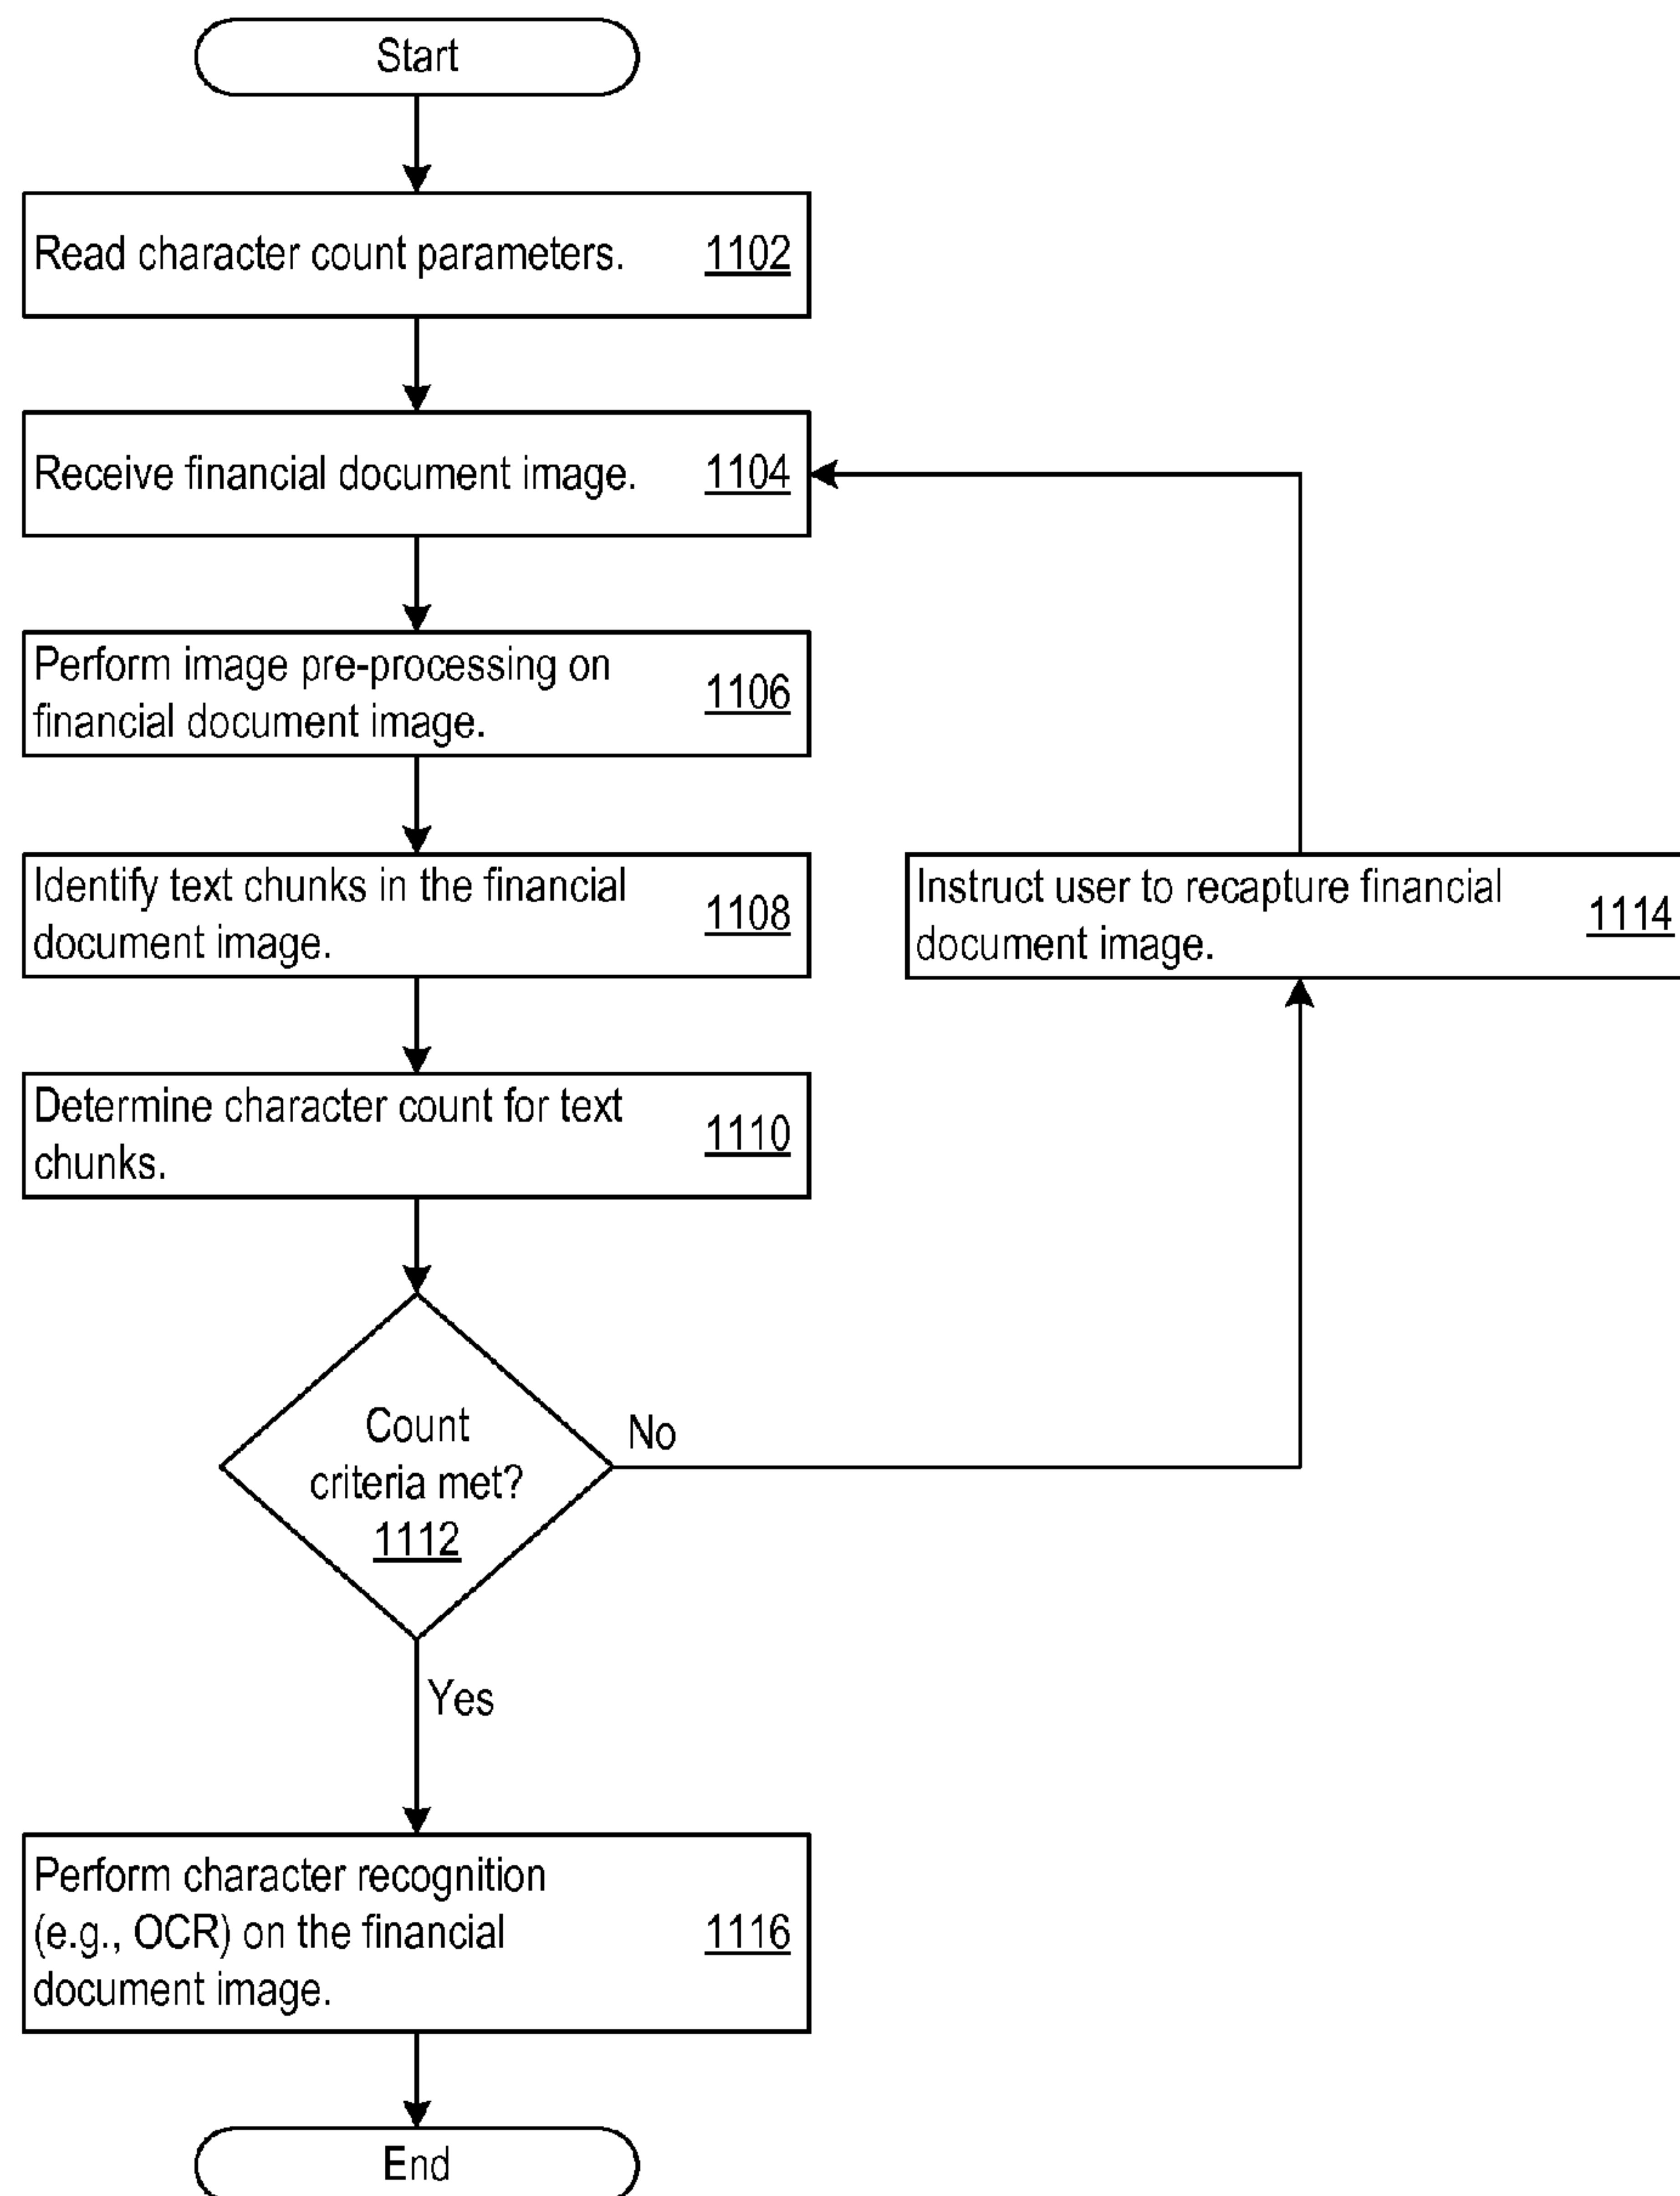 Start
Read character count parameters. 1102
Receive financial document image. 1104
Perform image pre-processing on
financial document image.
1106
Identify text chunks in the financial
document image.
1108
Determine character count for text
chunks.
1110
Count
criteria met?
1112
No
Instruct user to recapture financial
document image.
1114
Yes
Perform character recognition
(e.g., OCR) on the financial
document image.
1116
End